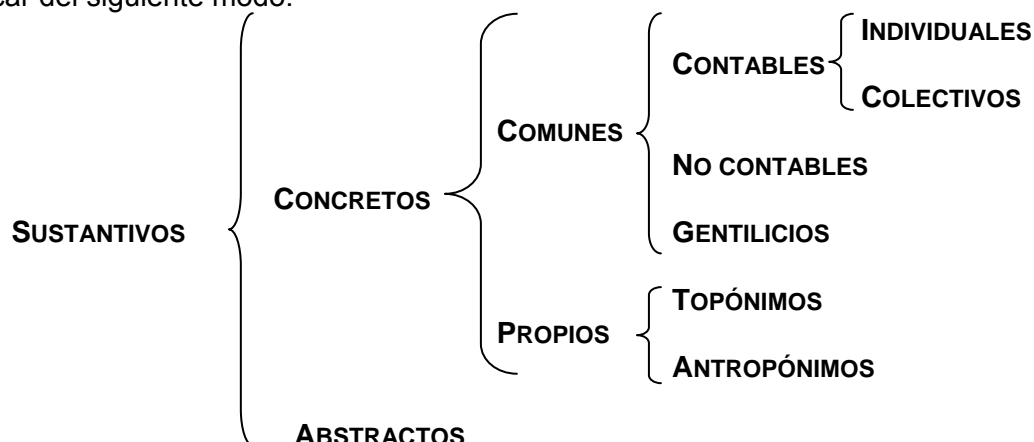 car del siguiente modo:
INDIVIDUALES
CONTABLES
COLECTIVOS
COMUNES
NO CONTABLES
CONCRETOS
SUSTANTIVOS
GENTILICIOS
TOPÓNIMOS
PROPIOS
ANTROPÓNIMOS
ABSTRACTOS